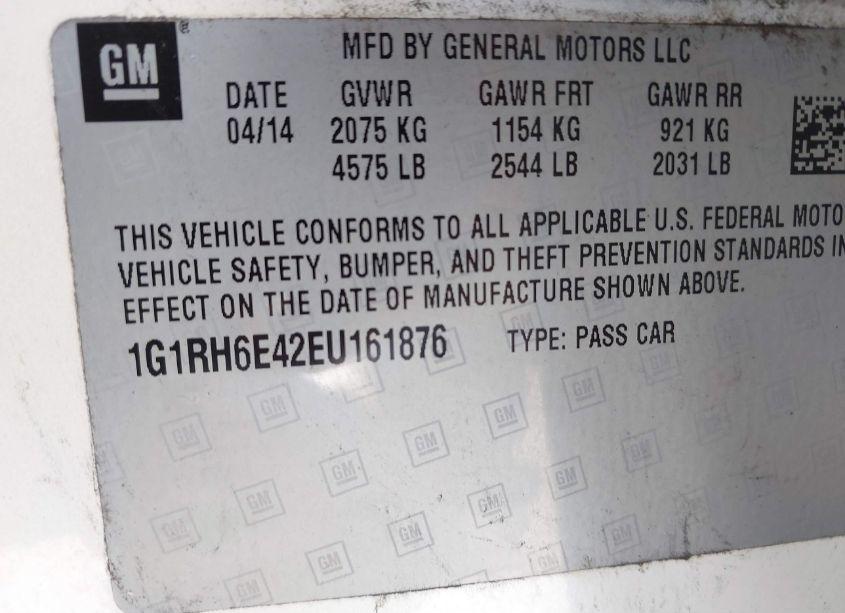 GM
MFD BY GENERAL MOTORS LLC
DATE GVWR GAWR FRT GAWR RR
04/14 2075 KG 1154 KG 921 KG
4575 LB 2544 LB 2031 LB
THIS VEHICLE CONFORMS TO ALL APPLICABLE U.S. FEDERAL MOTO
VEHICLE SAFETY, BUMPER, AND THEFT PREVENTION STANDARDS IN
EFFECT ON THE DATE OF MANUFACTURE SHOWN ABOVE.
1G1RH6E42EU161876 TYPE: PASS CAR